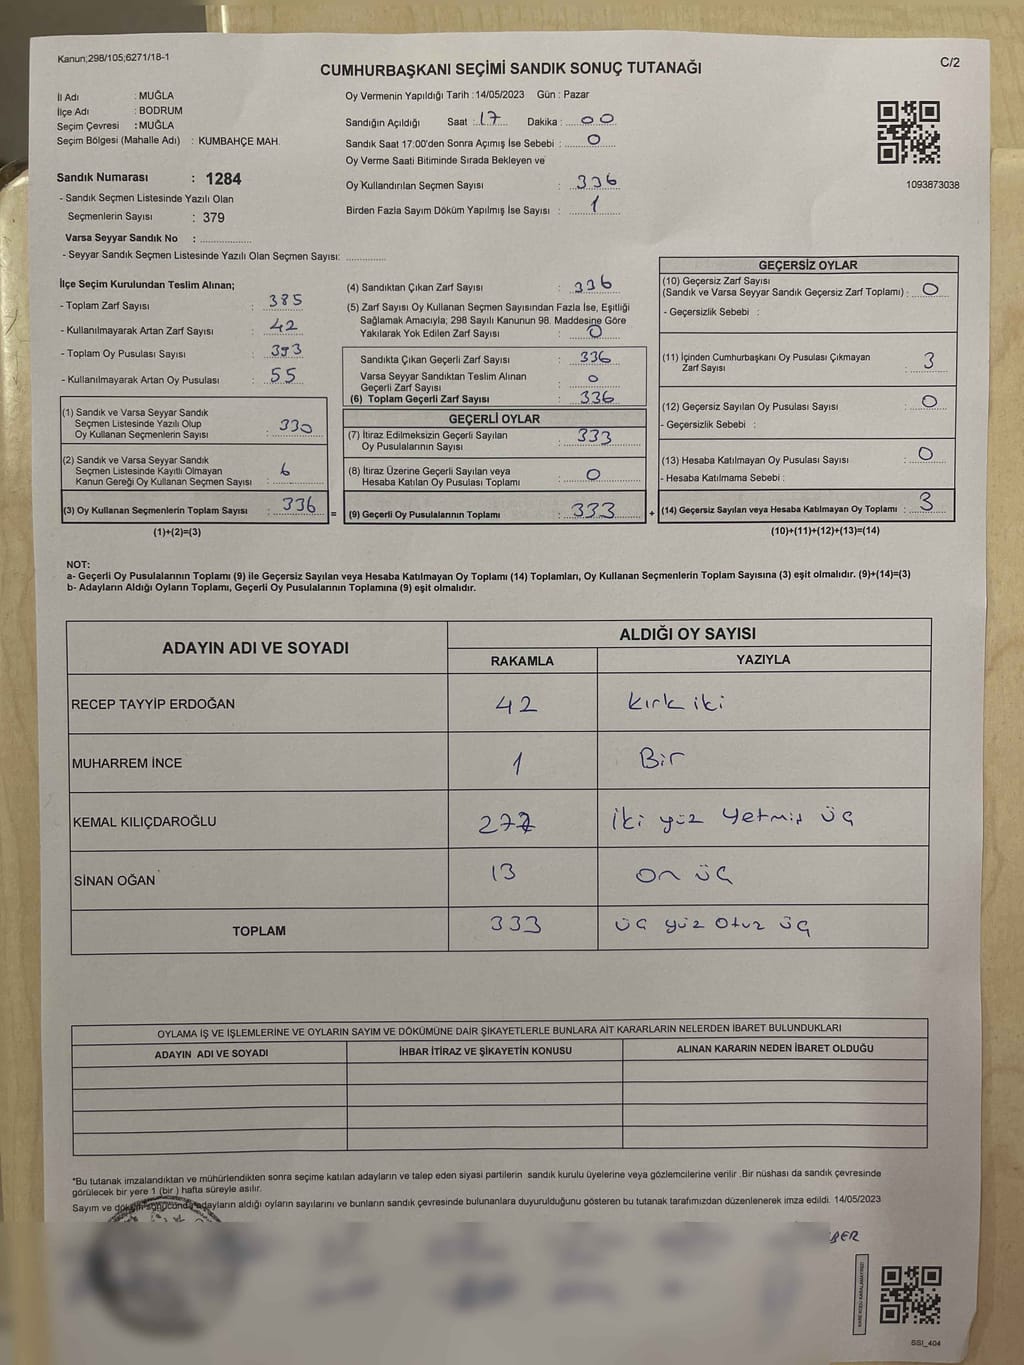 Kanun;298/105;6271/18-1
C/2
CUMHURBAŞKANI SEÇİMİ SANDIK SONUÇ TUTANAĞI
İl Adı : MUĞLA
İlçe Adı : BODRUM
Seçim Çevresi : MUĞLA
Seçim Bölgesi (Mahalle Adı) : KUMBAHÇE MAH.
Sandık Numarası : 1284
- Sandık Seçmen Listesinde Yazılı Olan
Seçmenlerin Sayısı : 379
Varsa Seyyar Sandık No : ..............
- Seyyar Sandık Seçmen Listesinde Yazılı Olan Seçmen Sayısı: ............
Oy Vermenin Yapıldığı Tarih : 14/05/2023 Gün : Pazar
Sandığın Açıldığı Saat : 17 Dakika : 00
Sandık Saat 17:00'den Sonra Açımış İse Sebebi : 0
Oy Verme Saati Bitiminde Sırada Bekleyen ve
Oy Kullandırılan Seçmen Sayısı : 336
Birden Fazla Sayım Döküm Yapılmış İse Sayısı : 1
1093873038
İlçe Seçim Kurulundan Teslim Alınan;
- Toplam Zarf Sayısı : 385
- Kullanılmayarak Artan Zarf Sayısı : 42
- Toplam Oy Pusulası Sayısı :
- Kullanılmayarak Artan Oy Pusulası : 55
(1) Sandık ve Varsa Seyyar Sandık
Seçmen Listesinde Yazılı Olup
Oy Kullanan Seçmenlerin Sayısı : 330
(2) Sandık ve Varsa Seyyar Sandık
Seçmen Listesinde Kayıtlı Olmayan
Kanun Gereği Oy Kullanan Seçmen Sayısı : 6
(3) Oy Kullanan Seçmenlerin Toplam Sayısı : 336
(1)+(2)=(3)
=
(4) Sandıktan Çıkan Zarf Sayısı : 336
(5) Zarf Sayısı Oy Kullanan Seçmen Sayısından Fazla İse, Eşitliği
Sağlamak Amacıyla; 298 Sayılı Kanunun 98. Maddesine Göre
Yakılarak Yok Edilen Zarf Sayısı : 0
Sandıkta Çıkan Geçerli Zarf Sayısı : 336
Varsa Seyyar Sandıktan Teslim Alınan
Geçerli Zarf Sayısı : 0
(6) Toplam Geçerli Zarf Sayısı : 336
GEÇERLİ OYLAR
(7) İtiraz Edilmeksizin Geçerli Sayılan
Oy Pusulalarının Sayısı : 333
(8) İtiraz Üzerine Geçerli Sayılan veya
Hesaba Katılan Oy Pusulası Toplamı : 0
(9) Geçerli Oy Pusulalarının Toplamı : 333
+
GEÇERSİZ OYLAR
(10) Geçersiz Zarf Sayısı
(Sandık ve Varsa Seyyar Sandık Geçersiz Zarf Toplamı) : 0
- Geçersizlik Sebebi :
(11) İçinden Cumhurbaşkanı Oy Pusulası Çıkmayan
Zarf Sayısı : 3
(12) Geçersiz Sayılan Oy Pusulası Sayısı : 0
- Geçersizlik Sebebi :
(13) Hesaba Katılmayan Oy Pusulası Sayısı : 0
- Hesaba Katılmama Sebebi :
(14) Geçersiz Sayılan veya Hesaba Katılmayan Oy Toplamı : 3
(10)+(11)+(12)+(13)=(14)
NOT:
a- Geçerli Oy Pusulalarının Toplamı (9) ile Geçersiz Sayılan veya Hesaba Katılmayan Oy Toplamı (14) Toplamları, Oy Kullanan Seçmenlerin Toplam Sayısına (3) eşit olmalıdır. (9)+(14)=(3)
b- Adayların Aldığı Oyların Toplamı, Geçerli Oy Pusulalarının Toplamına (9) eşit olmalıdır.
ADAYIN ADI VE SOYADI ALDIĞI OY SAYISI
RAKAMLA YAZIYLA
RECEP TAYYİP ERDOĞAN 42 Kırk iki
MUHARREM İNCE 1 Bir
KEMAL KILIÇDAROĞLU 277 İki yüz yetmiş üç
SİNAN OĞAN 13 on üç
TOPLAM 333 üç yüz otuz üç
OYLAMA İŞ VE İŞLEMLERİNE VE OYLARIN SAYIM VE DÖKÜMÜNE DAİR ŞİKAYETLERLE BUNLARA AİT KARARLARIN NELERDEN İBARET BULUNDUKLARI
ADAYIN ADI VE SOYADI İHBAR İTİRAZ VE ŞİKAYETİN KONUSU ALINAN KARARIN NEDEN İBARET OLDUĞU
*Bu tutanak imzalandıktan ve mühürlendikten sonra seçime katılan adayların ve talep eden siyasi partilerin sandık kurulu üyelerine veya gözlemcilerine verilir .Bir nüshası da sandık çevresinde
görülecek bir yere 1 (bir ) hafta süreyle asılır.
Sayım ve döküm sonucunda adayların aldığı oyların sayılarını ve bunların sandık çevresinde bulunanlara duyurulduğunu gösteren bu tutanak tarafımızdan düzenlenerek imza edildi. 14/05/2023
BER
KARE KODU KARALAMAYINIZ!
SSI_404